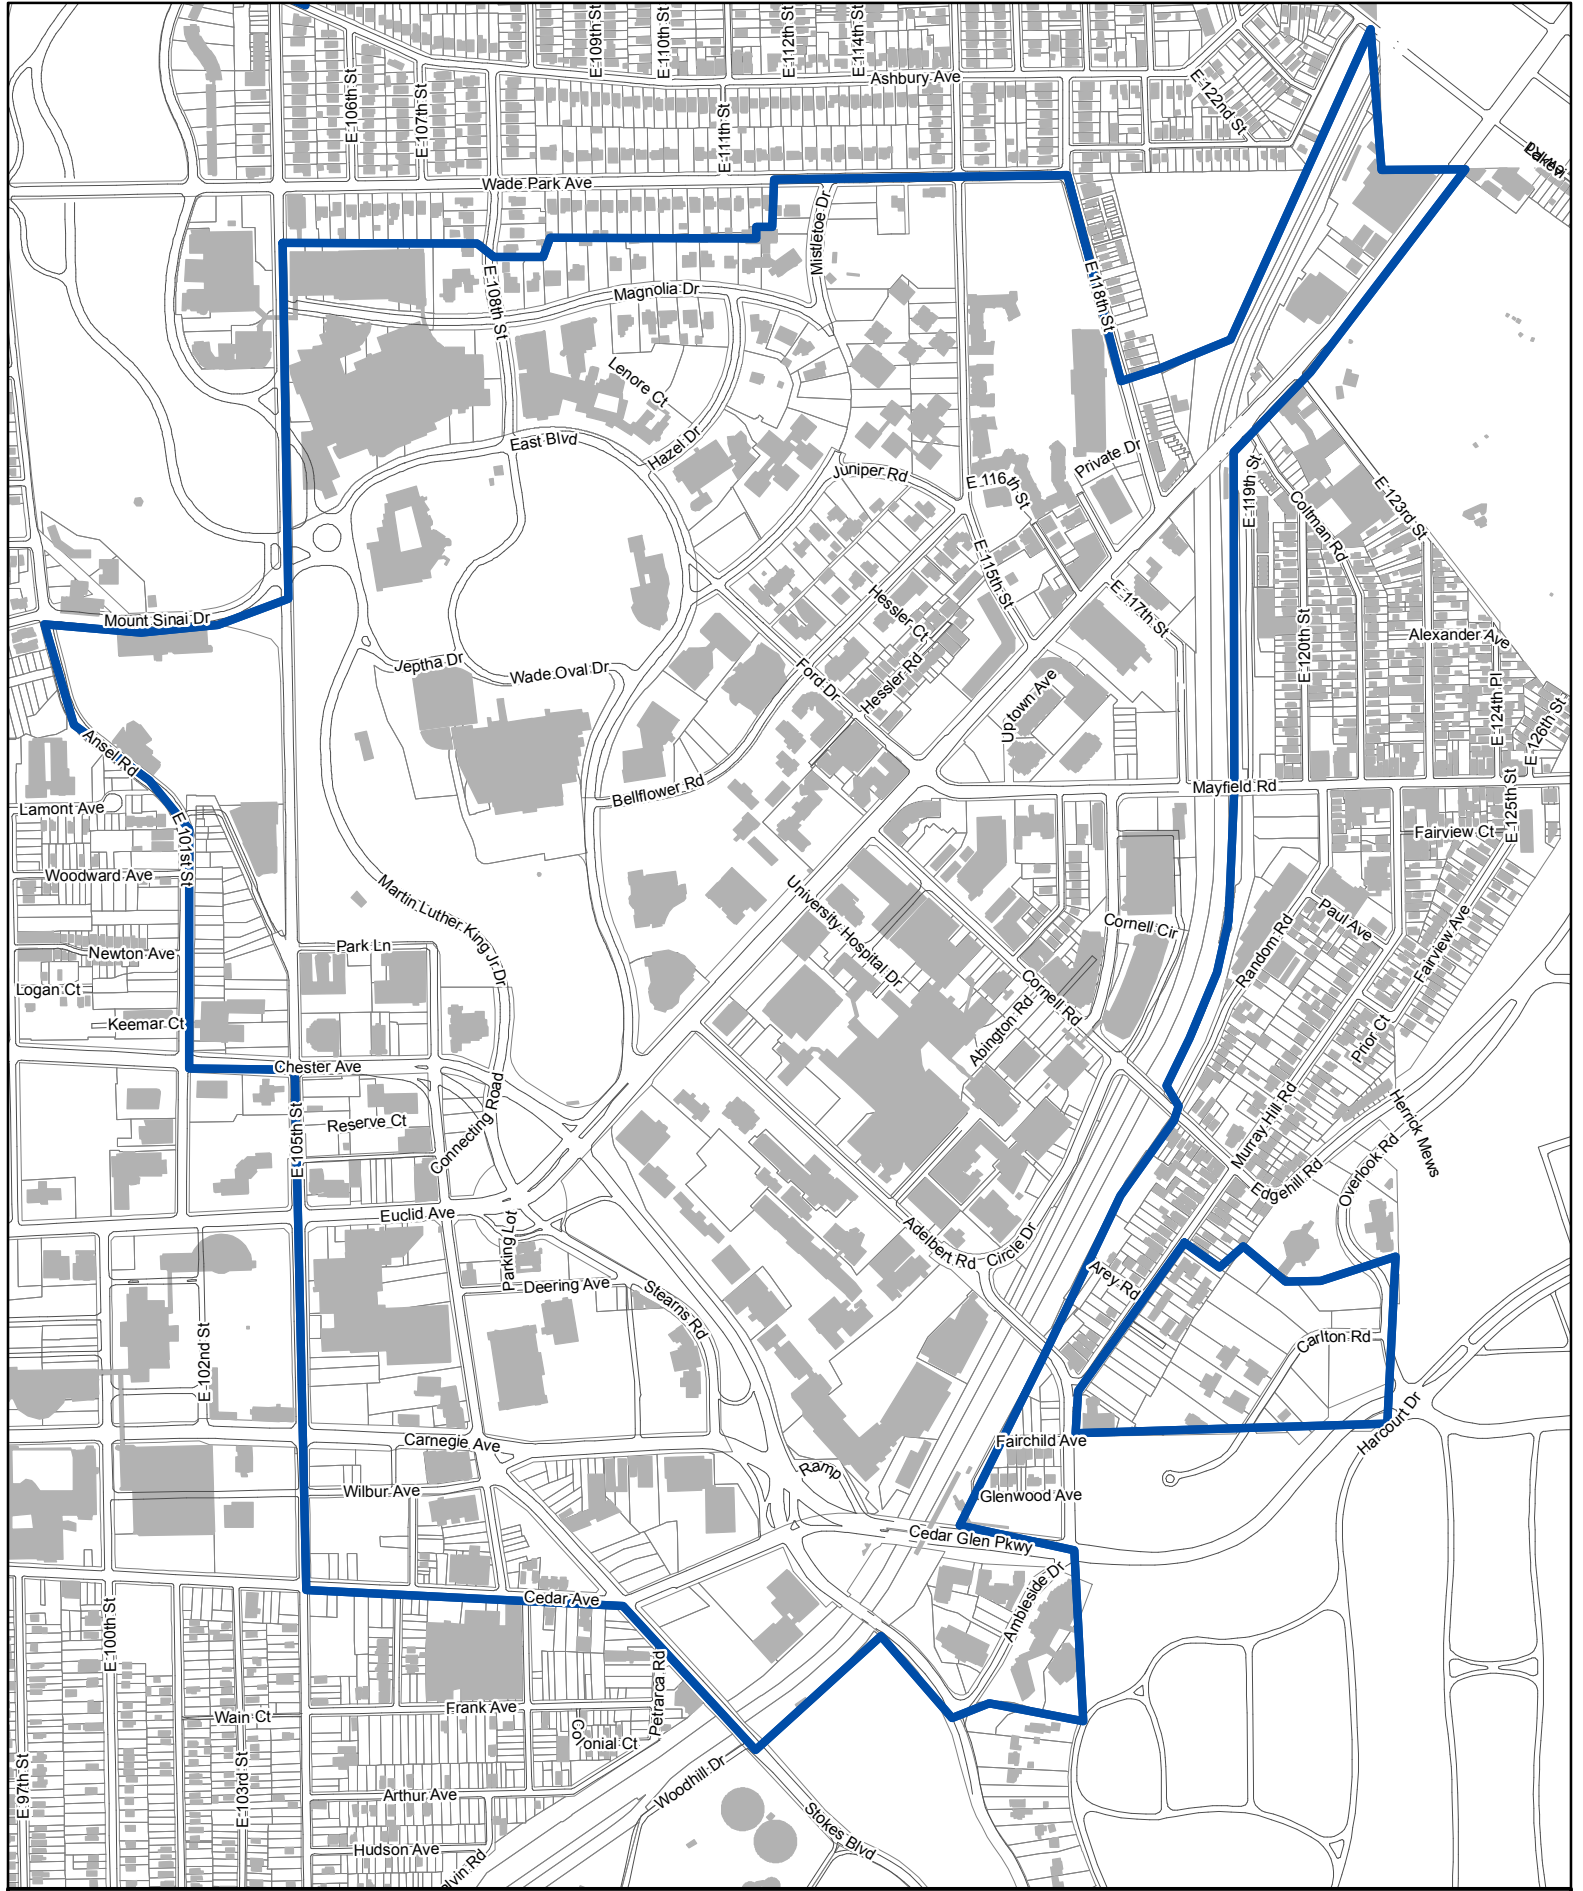 E 109th St
E 110th St
E 112th St
E 114th St
Ashbury Ave
E 106th St
E 107th St
E 111th St
E 122nd St
Wade Park Ave
Mistletoe Dr
E 108th St
Magnolia Dr
E 118th St
Lenore Ct
East Blvd
Hazel Dr
Juniper Rd
E 116th St
Private Dr
E 119th St
Coltman Rd
E 123rd St
E 115th St
Hessler Ct
E 117th St
Mount Sinai Dr
Alexander Ave
E 120th St
Jeptha Dr
Wade Oval Dr
Ford Dr
Hessler Rd
Uptown Ave
E 124th Pl
E 126th St
Ansel Rd
Bellflower Rd
Mayfield Rd
E 125th St
Lamont Ave
E 101st St
Fairview Ct
Woodward Ave
Martin Luther King Jr Dr
University Hospital Dr
Cornell Cir
Paul Ave
Random Rd
Fairview Ave
Newton Ave
Park Ln
Logan Ct
Cornell Rd
Keemar Ct
Abington Rd
Prior Ct
Chester Ave
E 105th St
Reserve Ct
Connecting Road
Murray Hill Rd
Herrick Mews
Edgehill Rd
Overlook Rd
Euclid Ave
Parking Lot
Adelbert Rd
Circle Dr
Arey Rd
Deering Ave
Stearns Rd
E 102nd St
Carlton Rd
Harcourt Dr
Carnegie Ave
Fairchild Ave
Ramp
Wilbur Ave
Glenwood Ave
Cedar Glen Pkwy
Cedar Ave
Ambleside Dr
E 100th St
Petrarca Rd
Frank Ave
Wain Ct
Colonial Ct
E 97th St
E 103rd St
Woodhill Dr
Arthur Ave
Stokes Blvd
Hudson Ave
alvin Rd